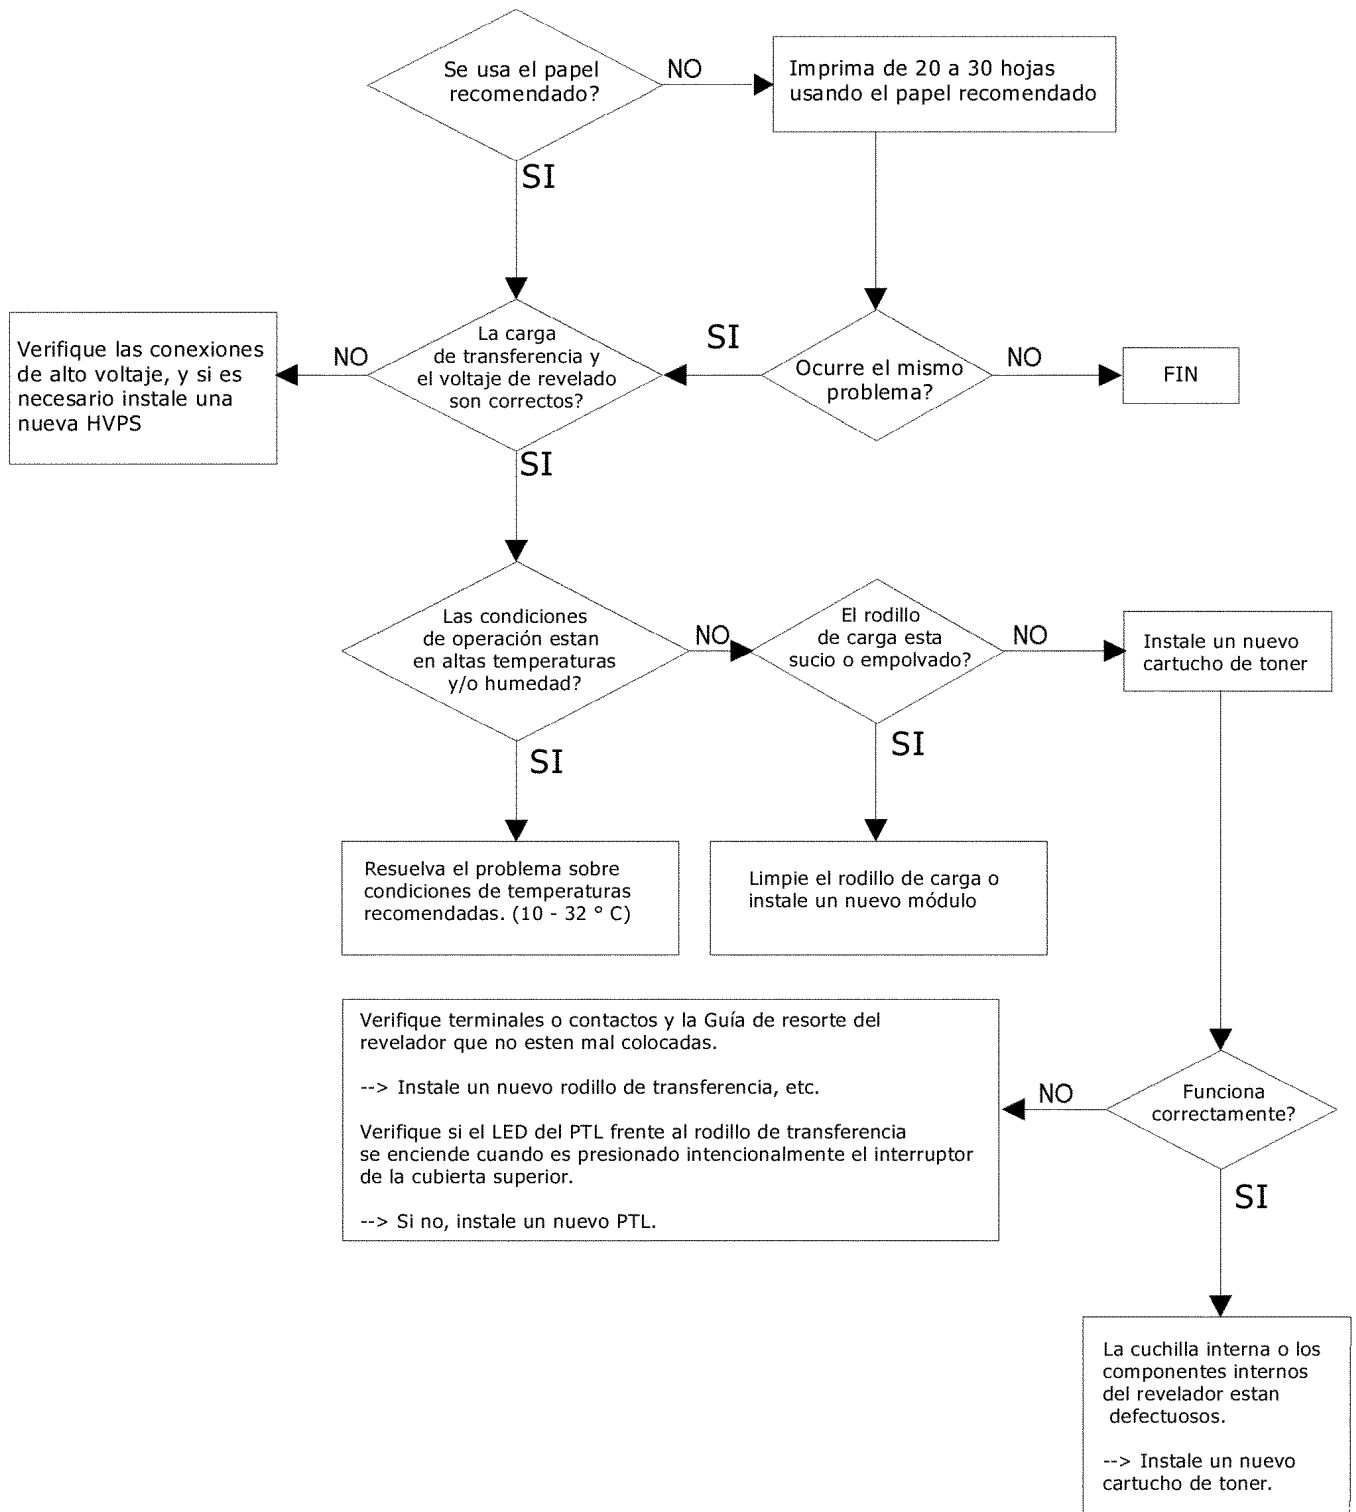 Se usa el papel
recomendado?
NO
Imprima de 20 a 30 hojas
usando el papel recomendado
SI
Verifique las conexiones
de alto voltaje, y si es
necesario instale una
nueva HVPS
NO
La carga
de transferencia y
el voltaje de revelado
son correctos?
SI
Ocurre el mismo
problema?
NO
FIN
SI
Las condiciones
de operación estan
en altas temperaturas
y/o humedad?
NO
El rodillo
de carga esta
sucio o empolvado?
NO
Instale un nuevo
cartucho de toner
SI
SI
Resuelva el problema sobre
condiciones de temperaturas
recomendadas. (10 - 32 ° C)
Limpie el rodillo de carga o
instale un nuevo módulo
Verifique terminales o contactos y la Guía de resorte del
revelador que no esten mal colocadas.
--> Instale un nuevo rodillo de transferencia, etc.
Verifique si el LED del PTL frente al rodillo de transferencia
se enciende cuando es presionado intencionalmente el interruptor
de la cubierta superior.
--> Si no, instale un nuevo PTL.
NO
Funciona
correctamente?
SI
La cuchilla interna o los
componentes internos
del revelador estan
defectuosos.
--> Instale un nuevo
cartucho de toner.